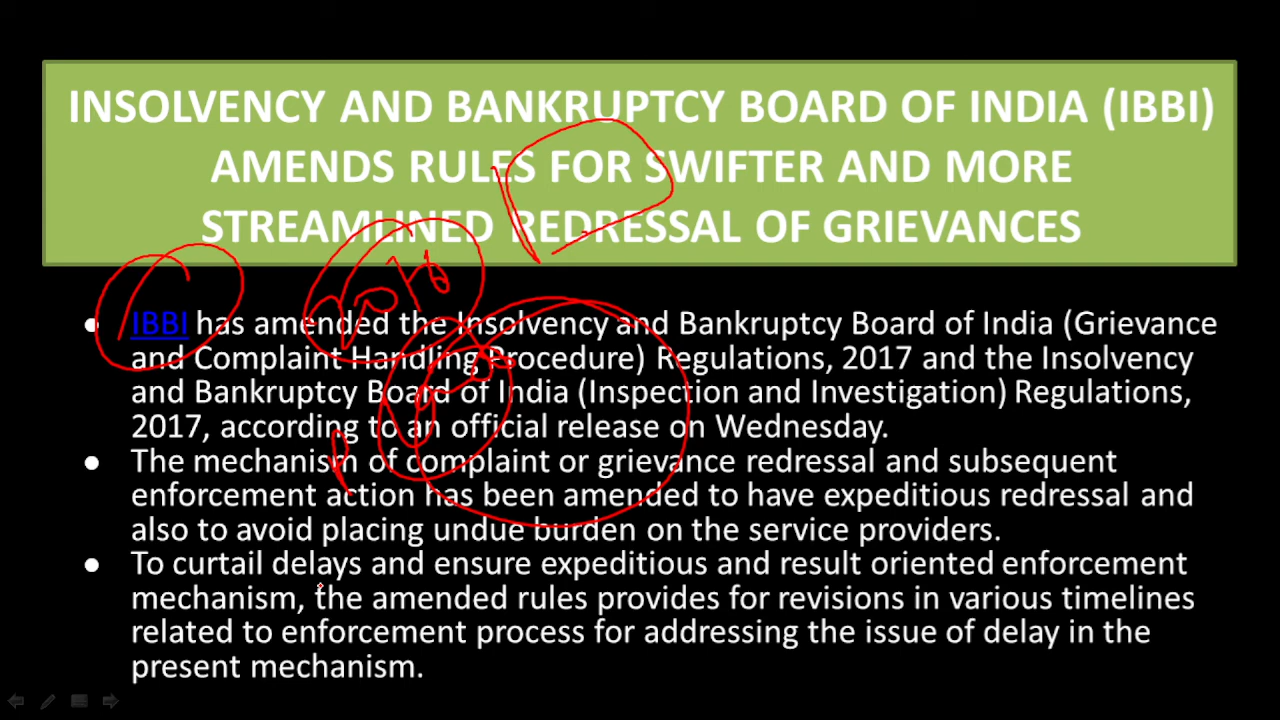 INSOLVENCY AND BANKRUPTCY BOARD OF INDIA (IBBI)
AMENDS RULES FOR SWIFTER AND MORE
STREAMLINED REDRESSAL OF GRIEVANCES
● IBBI has amended the Insolvency and Bankruptcy Board of India (Grievance
and Complaint Handling Procedure) Regulations, 2017 and the Insolvency
and Bankruptcy Board of India (Inspection and Investigation) Regulations,
2017, according to an official release on Wednesday.
● The mechanism of complaint or grievance redressal and subsequent
enforcement action has been amended to have expeditious redressal and
also to avoid placing undue burden on the service providers.
● To curtail delays and ensure expeditious and result oriented enforcement
mechanism, the amended rules provides for revisions in various timelines
related to enforcement process for addressing the issue of delay in the
present mechanism.